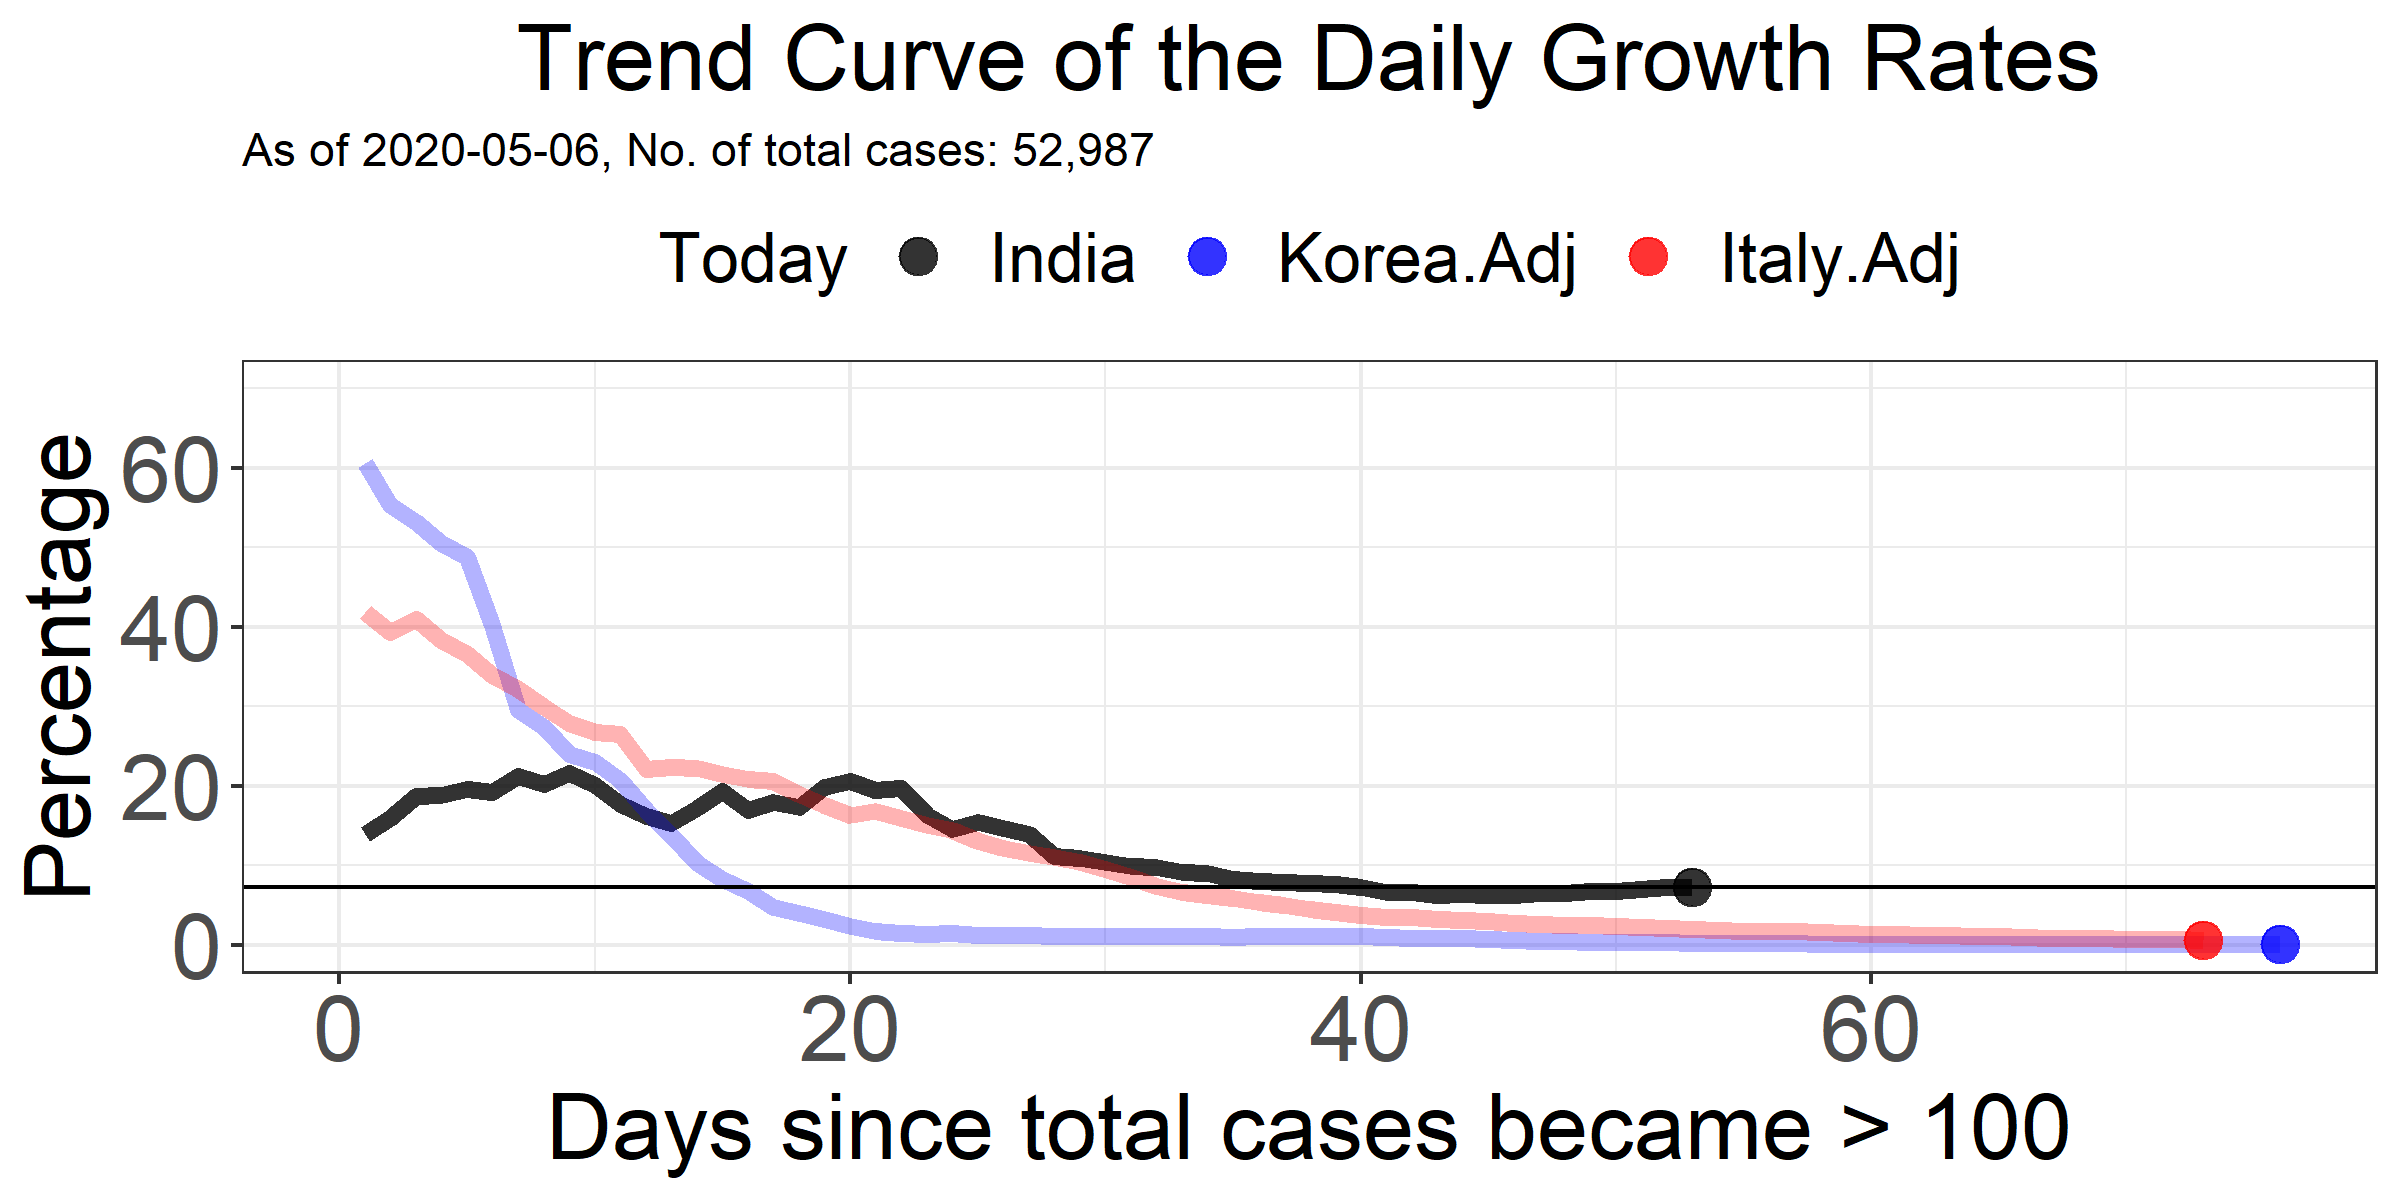 Trend Curve of the Daily Growth Rates
As of 2020-05-06, No. of total cases: 52,987
Today India Korea.Adj Italy.Adj
Percentage
60
40
20
0
0 20 40 60
Days since total cases became > 100